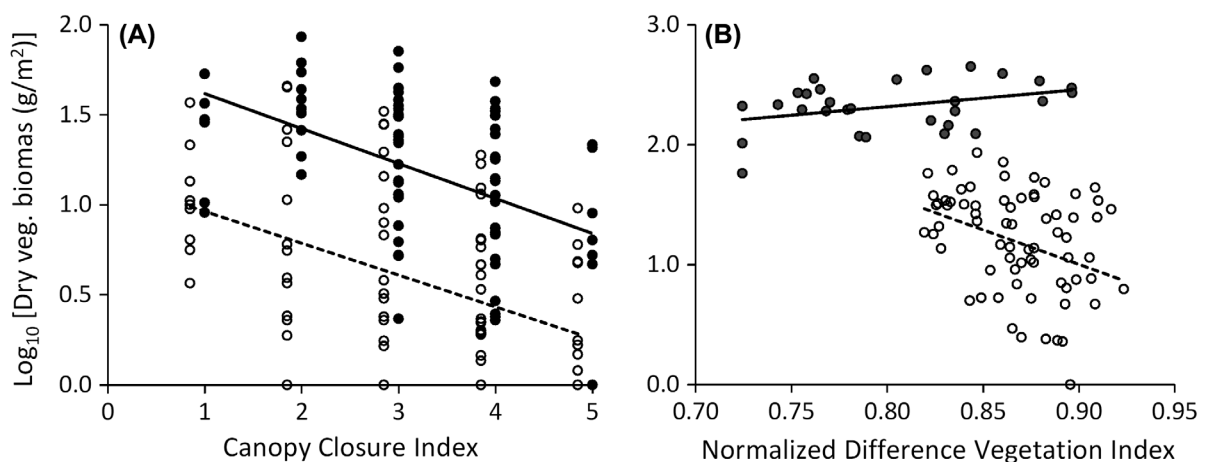 (A)
(B)
Log10 [Dry veg. biomas (g/m2)]
2.0
1.5
1.0
0.5
0.0
0 1 2 3 4 5
Canopy Closure Index
3.0
2.0
1.0
0.0
0.70 0.75 0.80 0.85 0.90 0.95
Normalized Difference Vegetation Index